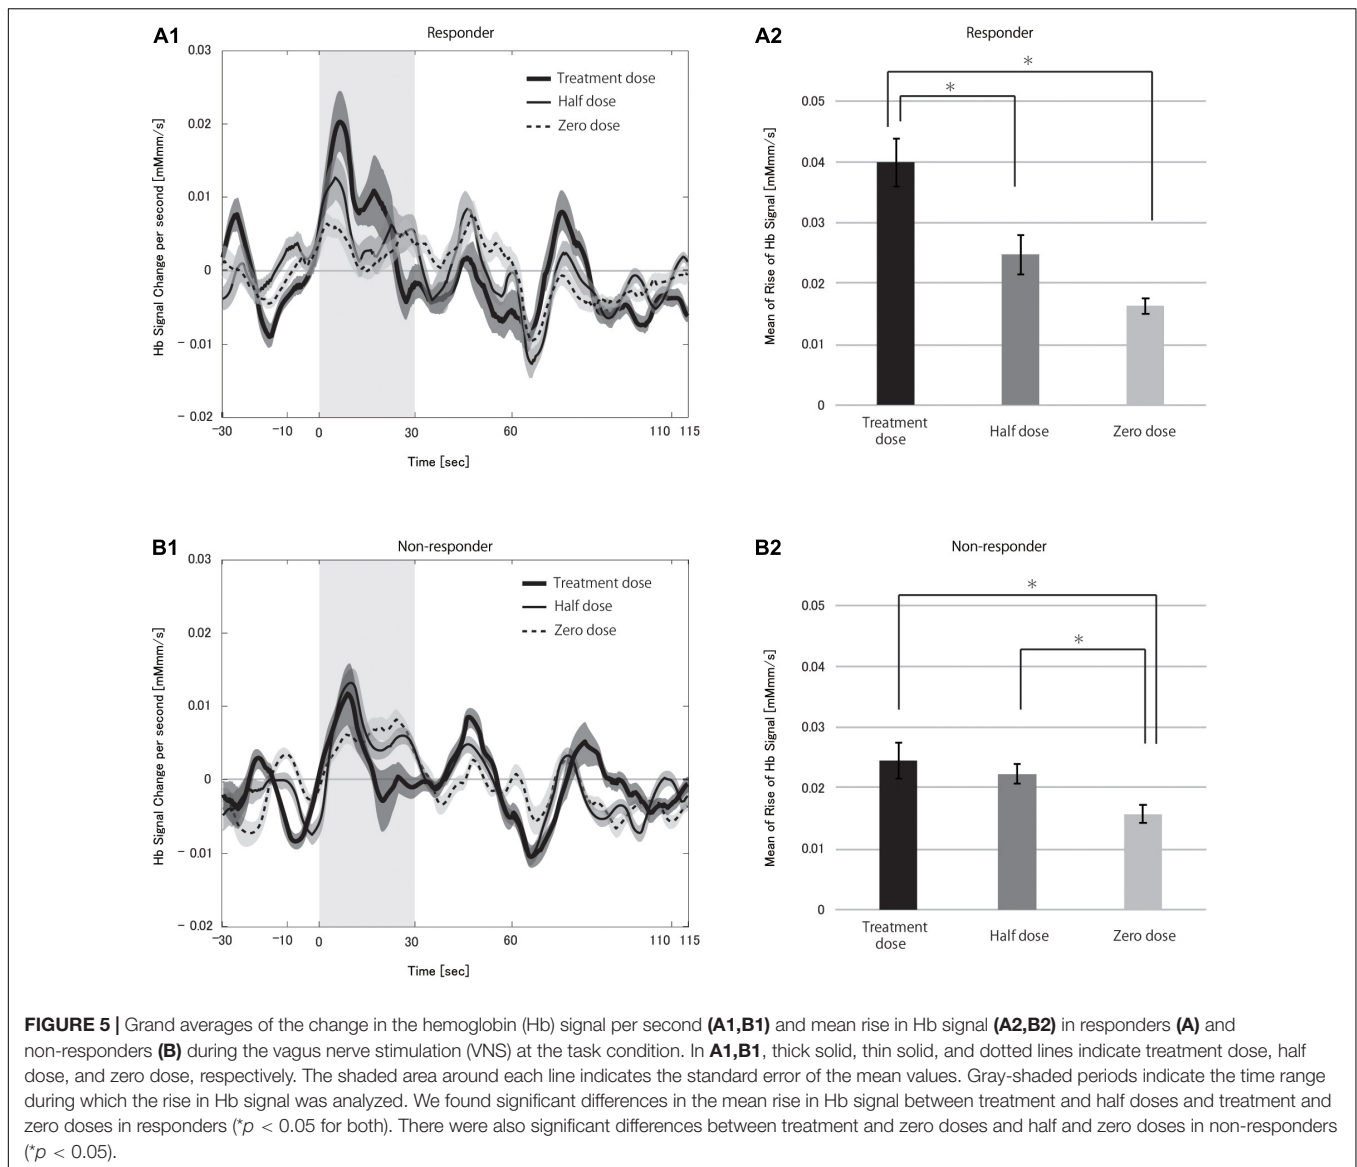 A1
Responder
0.03
0.02
0.01
0
− 0.01
− 0.02
Hb Signal Change per second [mMmm/s]
Treatment dose
Half dose
Zero dose
−30
−10
0
30
60
110
115
Time [sec]
A2
Responder
*
*
0.05
0.04
0.03
0.02
0.01
0
Mean of Rise of Hb Signal [mMmm/s]
Treatment
dose
Half dose
Zero dose
B1
Non-responder
0.03
0.02
0.01
0
− 0.01
− 0.02
Hb Signal Change per second [mMmm/s]
Treatment dose
Half dose
Zero dose
−30
−10
0
30
60
110
115
Time [sec]
B2
Non-responder
*
*
0.05
0.04
0.03
0.02
0.01
0
Mean of Rise of Hb Signal [mMmm/s]
Treatment
dose
Half dose
Zero dose
FIGURE 5 | Grand averages of the change in the hemoglobin (Hb) signal per second (A1,B1) and mean rise in Hb signal (A2,B2) in responders (A) and
non-responders (B) during the vagus nerve stimulation (VNS) at the task condition. In A1,B1, thick solid, thin solid, and dotted lines indicate treatment dose, half
dose, and zero dose, respectively. The shaded area around each line indicates the standard error of the mean values. Gray-shaded periods indicate the time range
during which the rise in Hb signal was analyzed. We found significant differences in the mean rise in Hb signal between treatment and half doses and treatment and
zero doses in responders (*p < 0.05 for both). There were also significant differences between treatment and zero doses and half and zero doses in non-responders
(*p < 0.05).